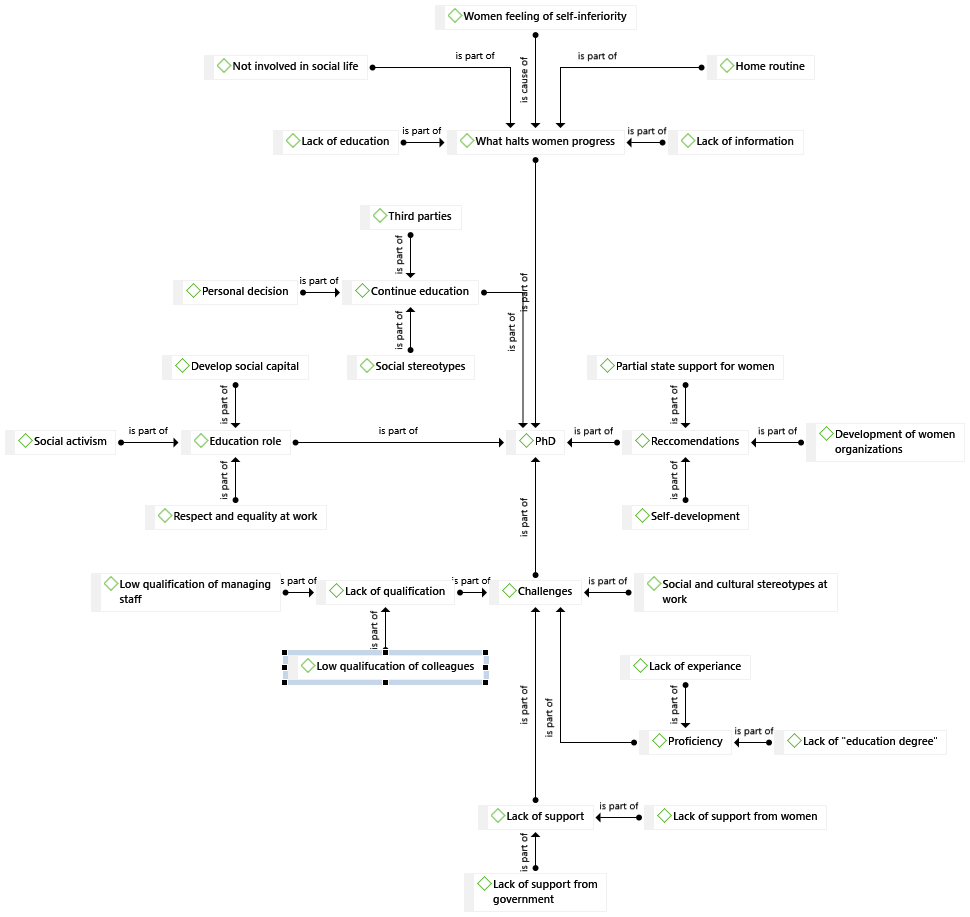 Women feeling of self-inferiority
is part of
is part of
Not involved in social life
is cause of
Home routine
is part of
is part of
Lack of education
What halts women progress
Lack of information
Third parties
is part of
is part of
Personal decision
Continue education
is part of
is part of
is part of
Develop social capital
Social stereotypes
Partial state support for women
is part of
is part of
is part of
is part of
is part of
is part of
Social activism
Education role
PhD
Reccomendations
Development of women
organizations
is part of
is part of
Respect and equality at work
is part of
Self-development
Low qualification of managing
staff
s part of
Lack of qualification
is part of
Challenges
is part of
Social and cultural stereotypes at
work
is part of
Low qualifucation of colleagues
Lack of experiance
is part of
is part of
is part of
Proficiency
is part of
Lack of "education degree"
Lack of support
is part of
Lack of support from women
is part of
Lack of support from
government